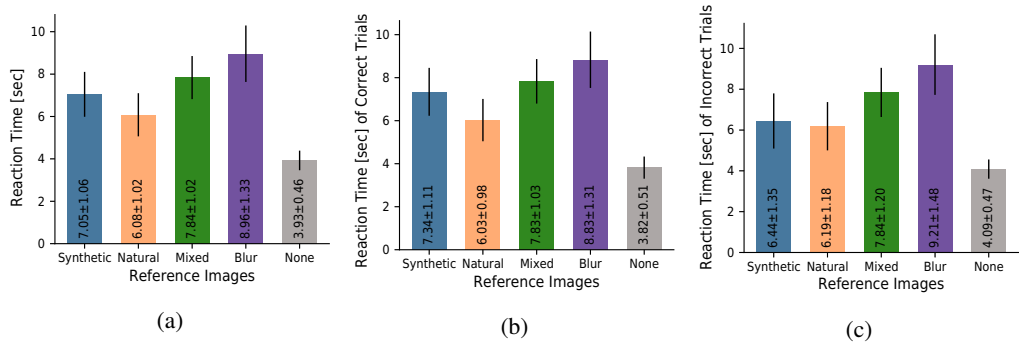 Reaction Time [sec]
10
8
6
4
2
0
7.05±1.06
6.08±1.02
7.84±1.02
8.96±1.33
3.93±0.46
Synthetic Natural Mixed Blur None
Reference Images
(a)
Reaction Time [sec] of Correct Trials
10
8
6
4
2
0
7.34±1.11
6.03±0.98
7.83±1.03
8.83±1.31
3.82±0.51
Synthetic Natural Mixed Blur None
Reference Images
(b)
Reaction Time [sec] of Incorrect Trials
10
8
6
4
2
0
6.44±1.35
6.19±1.18
7.84±1.20
9.21±1.48
4.09±0.47
Synthetic Natural Mixed Blur None
Reference Images
(c)